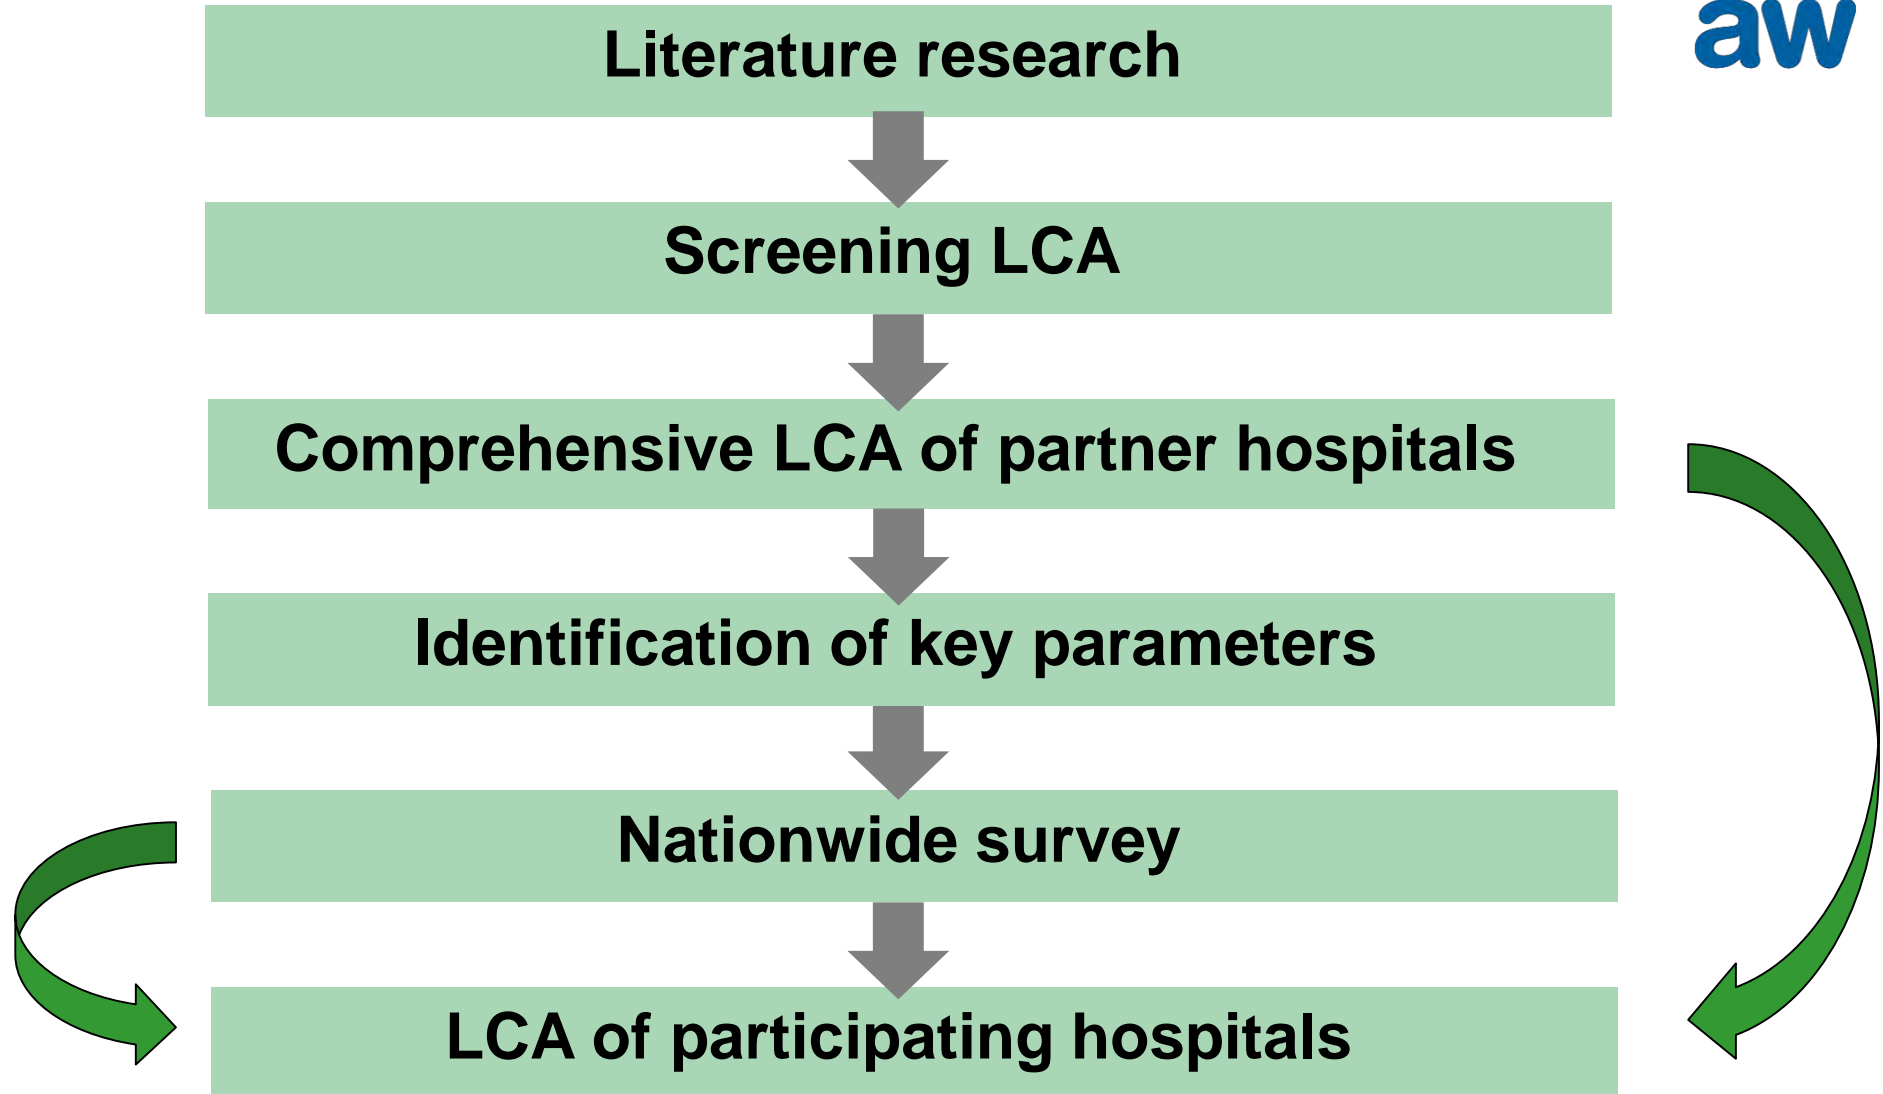 aw
Literature research
Screening LCA
Comprehensive LCA of partner hospitals
Identification of key parameters
Nationwide survey
LCA of participating hospitals